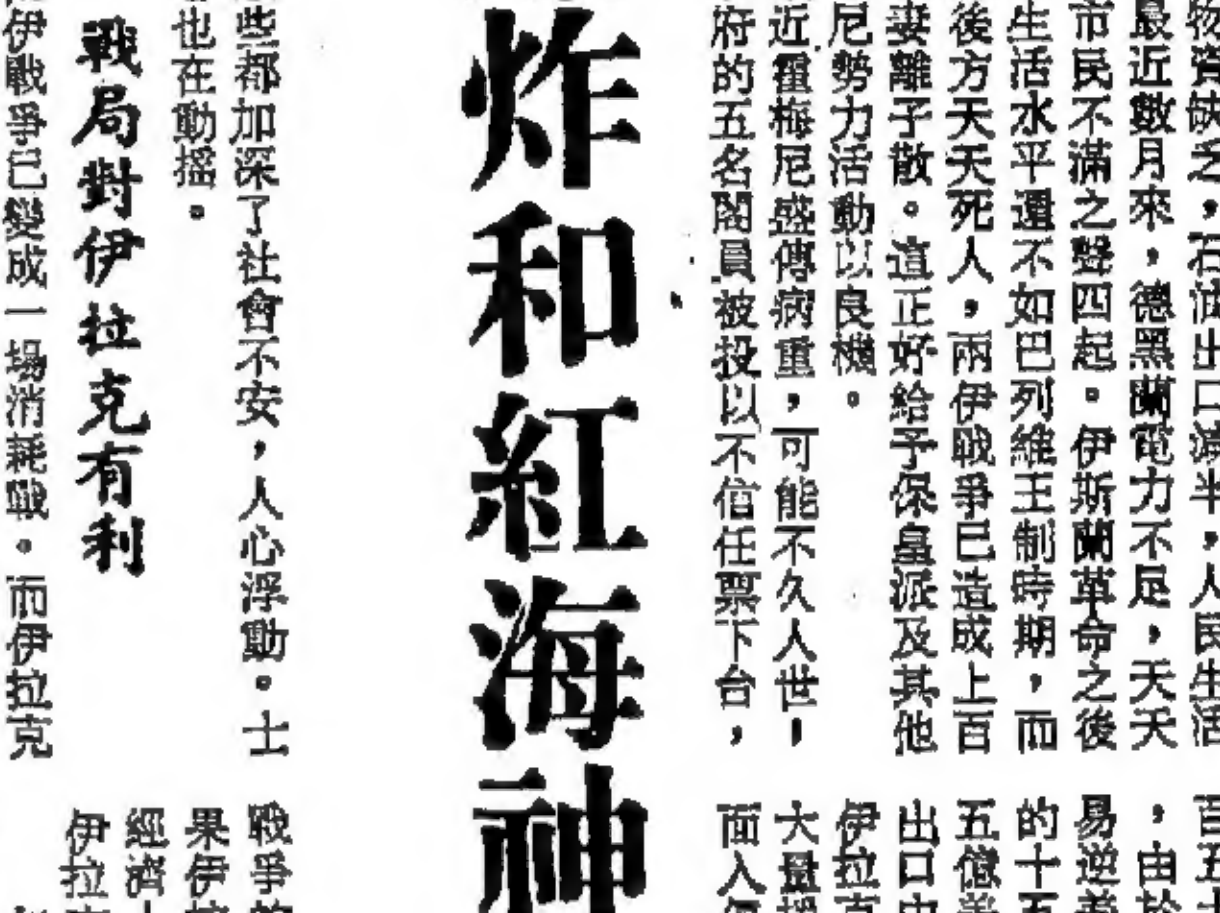 物資缺乏，石油出口減半，人民生活
最近數月來，德黑蘭電力不足，天天
市民不滿之聲四起。伊斯蘭革命之後
生活水平還不如巴列維王制時期，而
後方天天死人，兩伊戰爭已造成上百
妻離子散。這正好給予保皇派及其他
尼勢力活動以良機。
近霍梅尼盛傳病重，可能不久人世，
府的五名閣員被投以不信任票下台，
炸和紅海神
些都加深了社會不安，人心浮動。士
也在動搖。
戰局對伊拉克有利
伊戰爭已變成一場消耗戰。而伊拉克
百五十
，由於
易逆差
的十五
五億美
出口中
伊拉克
大量援
面入
戰爭的
果伊拉
經濟
伊拉克